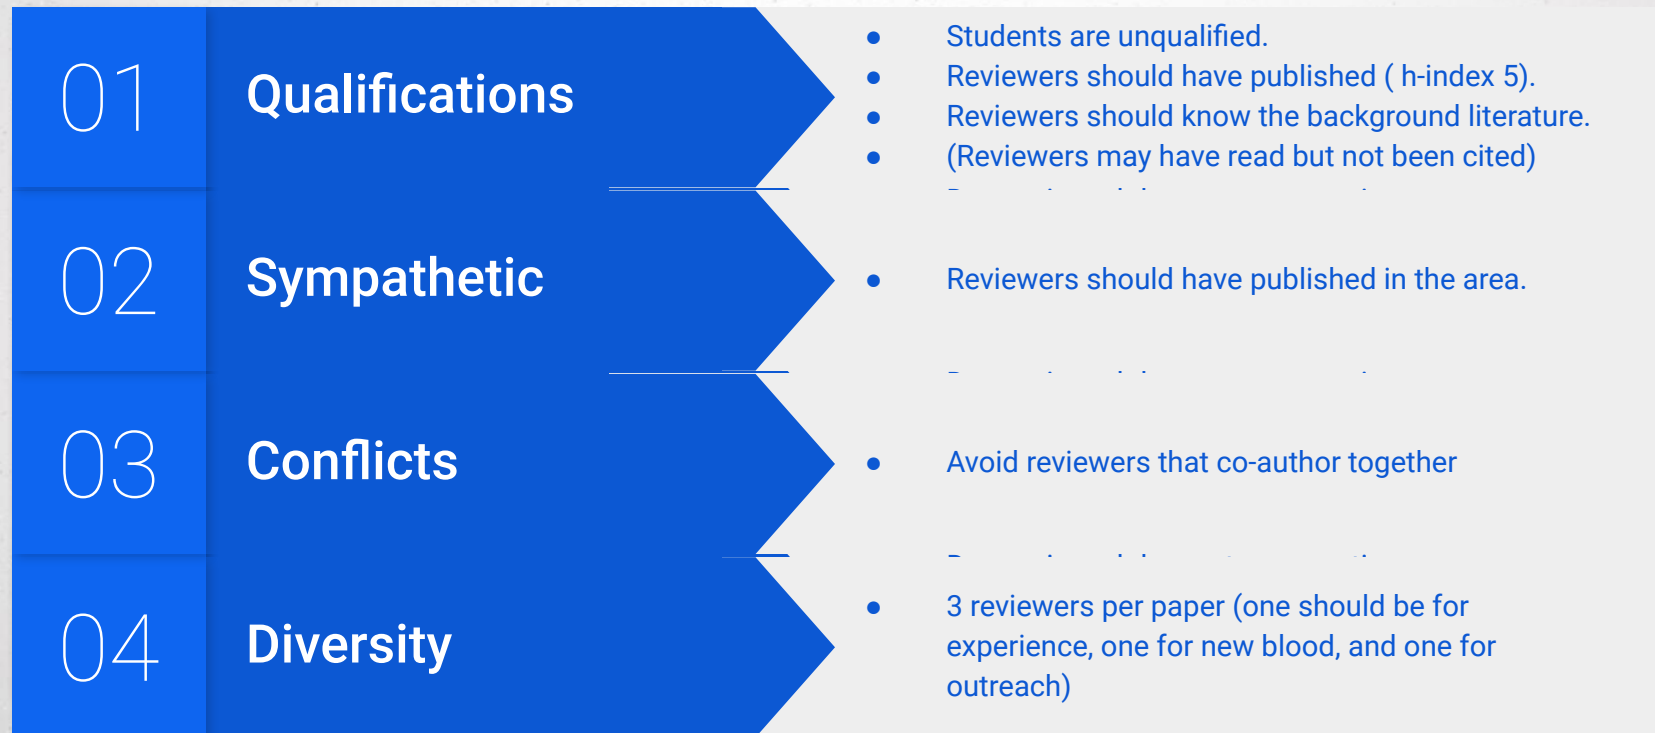 01
Qualifications
● Students are unqualified.
● Reviewers should have published ( h-index 5).
● Reviewers should know the background literature.
● (Reviewers may have read but not been cited)
02
Sympathetic
● Reviewers should have published in the area.
03
Conflicts
● Avoid reviewers that co-author together
04
Diversity
● 3 reviewers per paper (one should be for
experience, one for new blood, and one for
outreach)